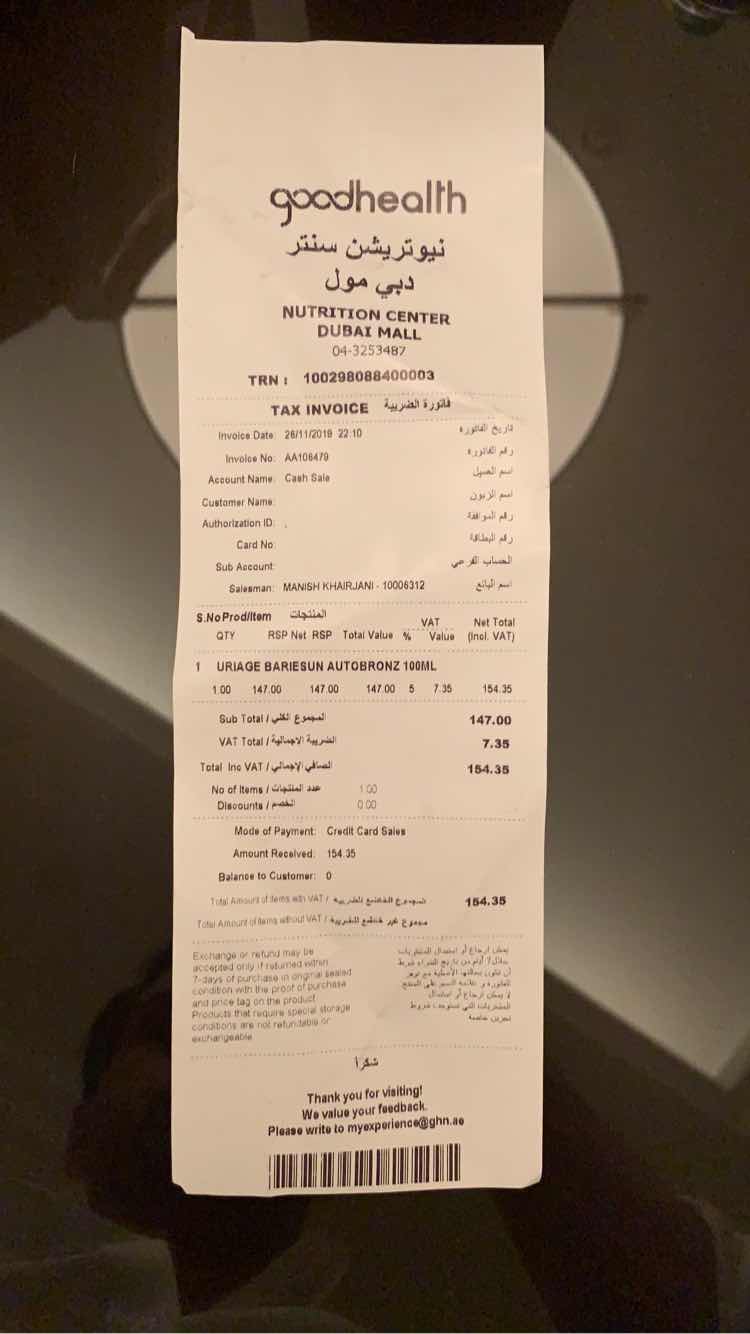 goodhealth
نيوتريشن سنتر
دبي مول
NUTRITION CENTER
DUBAI MALL
04-3253487
TRN : 100298088400003
TAX INVOICE فاتورة الضريبة
Invoice Date: 26/11/2019 22:10 تاريخ الفاتورة
Invoice No: AA106479 رقم الفاتورة
Account Name: Cash Sale اسم العميل
Customer Name: اسم الزبون
Authorization ID: رقم الموافقة
Card No: رقم البطاقة
Sub Account: الحساب الفرعي
Salesman: MANISH KHAIRJANI - 10006312 اسم البائع
S.No Prod/Item المنتجات VAT Net Total
QTY RSP Net RSP Total Value % Value (Incl. VAT)
1 URIAGE BARIESUN AUTOBRONZ 100ML
1.00 147.00 147.00 147.00 5 7.35 154.35
Sub Total / المجموع الكلي 147.00
VAT Total / الضريبة الاجمالية 7.35
Total Inc VAT / الصافي الإجمالي 154.35
No of Items / عدد المنتجات 1.00
Discounts / الخصم 0.00
Mode of Payment: Credit Card Sales
Amount Received: 154.35
Balance to Customer: 0
Total Amount of items with VAT / المجموع الخاضع للضريبة 154.35
Total Amount of items without VAT / مجموع غير خاضع للضريبة
Exchange or refund may be
accepted only if returned within
7-days of purchase in original sealed
condition with the proof of purchase
and price tag on the product
Products that require special storage
conditions are not refundable or
exchangeable
يمكن ارجاع أو استبدال المشتريات
خلال 7 أيام من تاريخ الشراء شرط
أن تكون بحالتها الأصلية مع توفر
الفاتورة و علامة السعر على المنتج
لا يمكن ارجاع أو استبدال
المشتريات التي تستوجب شروط
تخزين خاصة
شكراً
Thank you for visiting!
We value your feedback.
Please write to myexperience@ghn.ae